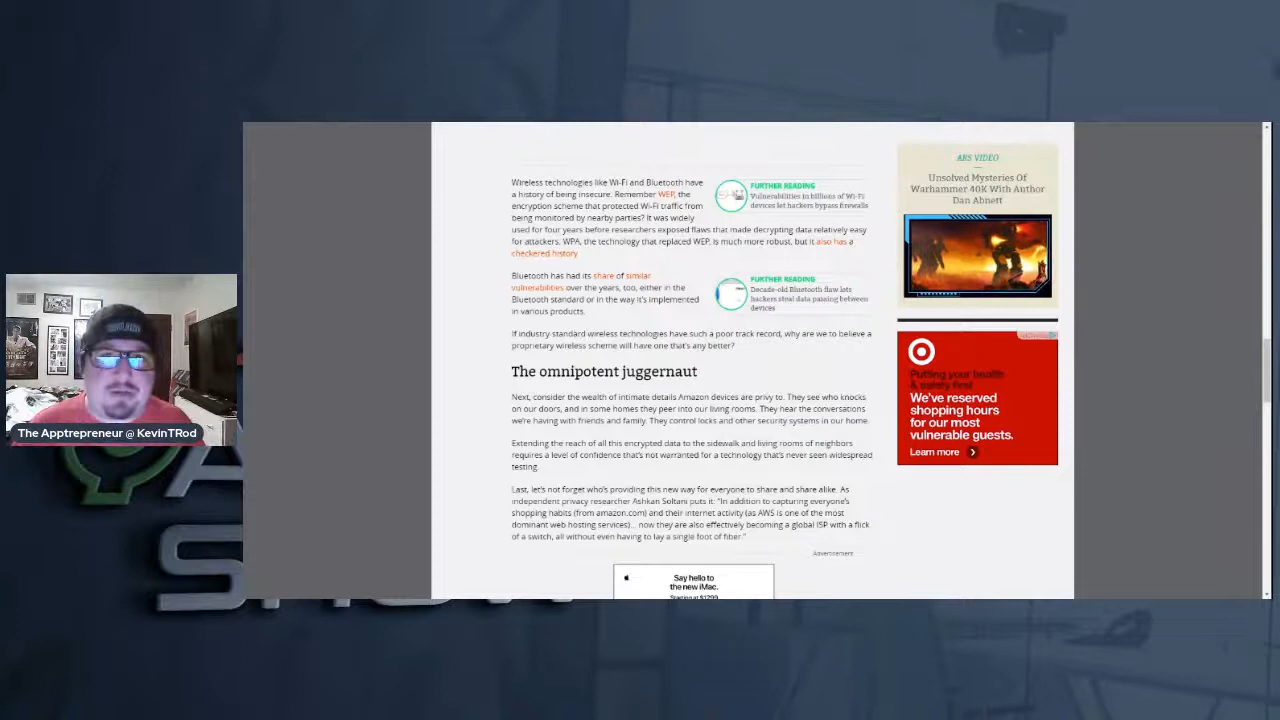 Wireless technologies like Wi-Fi and Bluetooth have
a history of being insecure. Remember WEP, the
encryption scheme that protected Wi-Fi traffic from
being monitored by nearby parties? It was widely
used for four years before researchers exposed flaws that made decrypting data relatively easy
for attackers. WPA, the technology that replaced WEP, is much more robust, but it also has a
checkered history.
FURTHER READING
Vulnerabilities in billions of Wi-Fi
devices let hackers bypass firewalls
Bluetooth has had its share of similar
vulnerabilities over the years, too, either in the
Bluetooth standard or in the way it's implemented
in various products.
FURTHER READING
Decade-old Bluetooth flaw lets
hackers steal data passing between
devices
If industry-standard wireless technologies have such a poor track record, why are we to believe a
proprietary wireless scheme will have one that's any better?
The omnipotent juggernaut
Next, consider the wealth of intimate details Amazon devices are privy to. They see who knocks
on our doors, and in some homes they peer into our living rooms. They hear the conversations
we're having with friends and family. They control locks and other security systems in our home.
Extending the reach of all this encrypted data to the sidewalk and living rooms of neighbors
requires a level of confidence that's not warranted for a technology that's never seen widespread
testing.
Last, let's not forget who's providing this new way for everyone to share and share alike. As
independent privacy researcher Ashkan Soltani puts it: "In addition to capturing everyone's
shopping habits (from amazon.com) and their internet activity (as AWS is one of the most
dominant web hosting services)... now they are also effectively becoming a global ISP with a flick
of a switch, all without even having to lay a single foot of fiber."
Advertisement
Say hello to
the new iMac.
Starting at $1299
ARS VIDEO
Unsolved Mysteries Of
Warhammer 40K With Author
Dan Abnett
Putting your health
& safety first
We've reserved
shopping hours
for our most
vulnerable guests.
Learn more
The Apptrepreneur @ KevinTRod